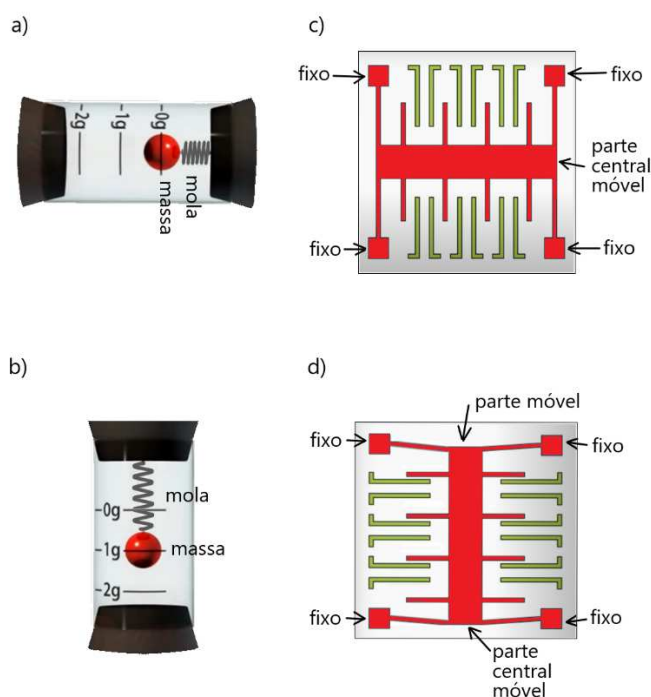 a)
-2g
-1g
-0g
massa
mola
c)
fixo
fixo
parte
central
móvel
fixo
fixo
b)
mola
-0g
-1g
massa
-2g
d)
parte móvel
fixo
fixo
fixo
fixo
parte
central
móvel